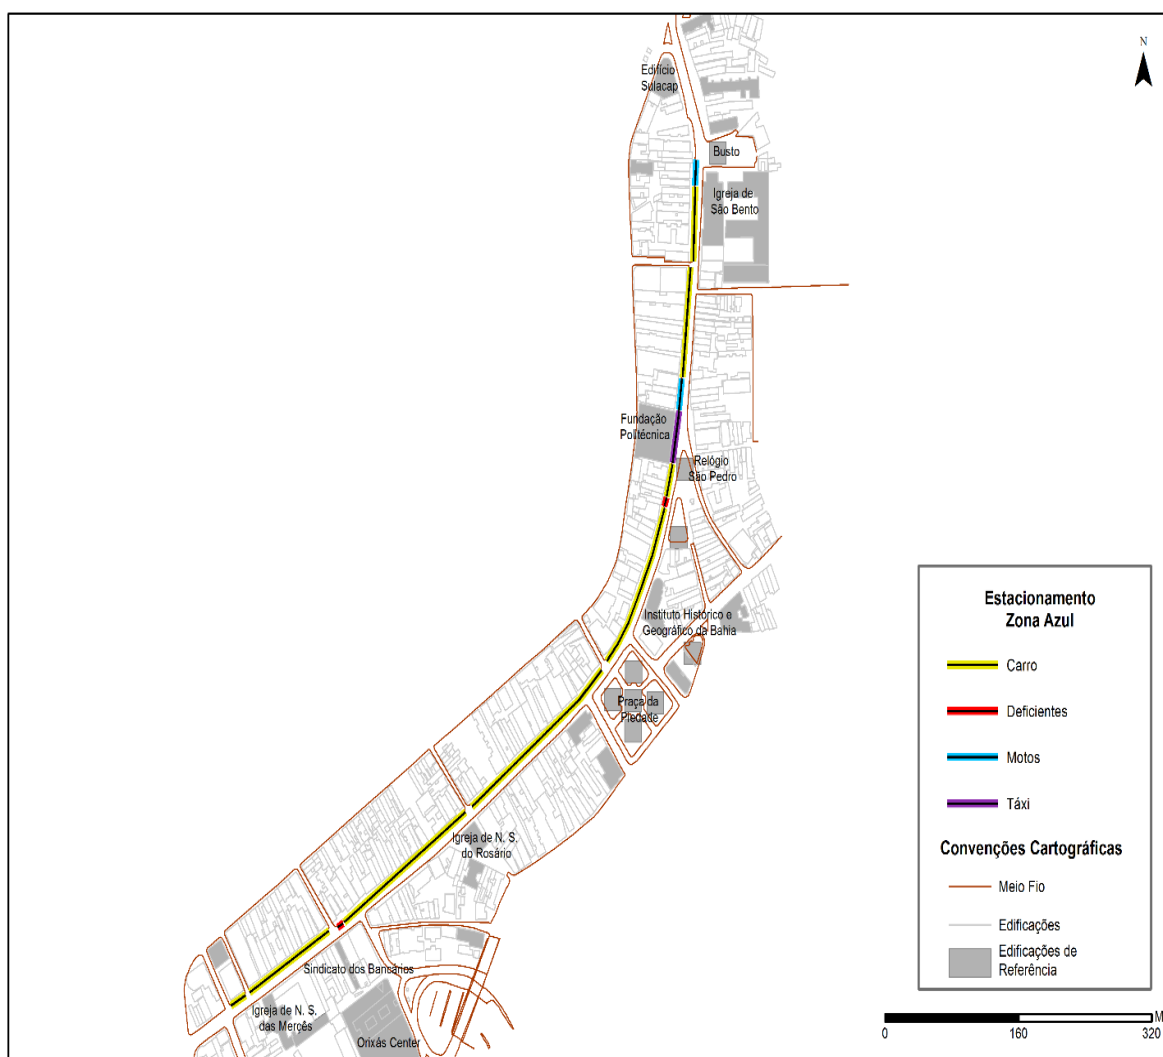 N
Edifício
Sulacap
Busto
Igreja de
São Bento
Fundação
Politécnica
Relógio
São Pedro
Instituto Histórico e
Geográfico da Bahia
Praça da
Piedade
Igreja de N. S.
do Rosário
Sindicato dos Bancários
Igreja de N. S.
das Mercês
Orixás Center
Estacionamento
Zona Azul
Carro
Deficientes
Motos
Táxi
Convenções Cartográficas
Meio Fio
Edificações
Edificações de
Referência
M
0 160 320